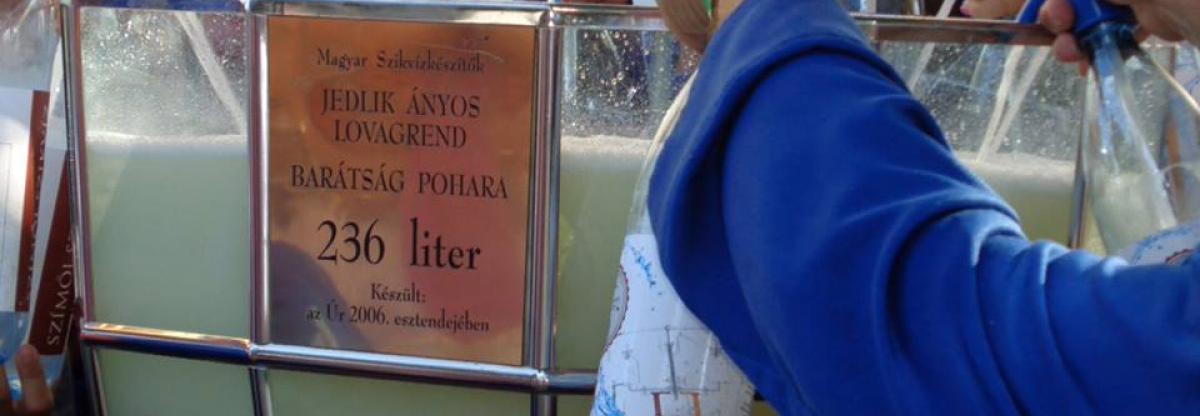 Magyar Szikvízkészítők
JEDLIK ÁNYOS
LOVAGREND
BARÁTSÁG POHARA
236 liter
Készült:
az Úr 2006. esztendejében